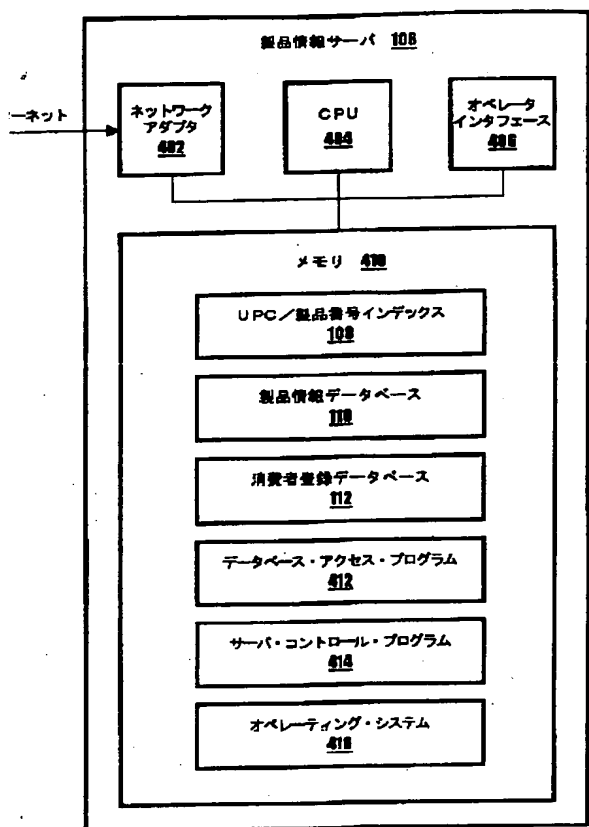 製品情報サーバ 106
ーネット
ネットワーク
アダプタ
402
CPU
404
オペレータ
インタフェース
406
メモリ 410
UPC/製品番号インデックス
108
製品情報データベース
110
消費者登録データベース
112
データベース・アクセス・プログラム
412
サーバ・コントロール・プログラム
414
オペレーティング・システム
416